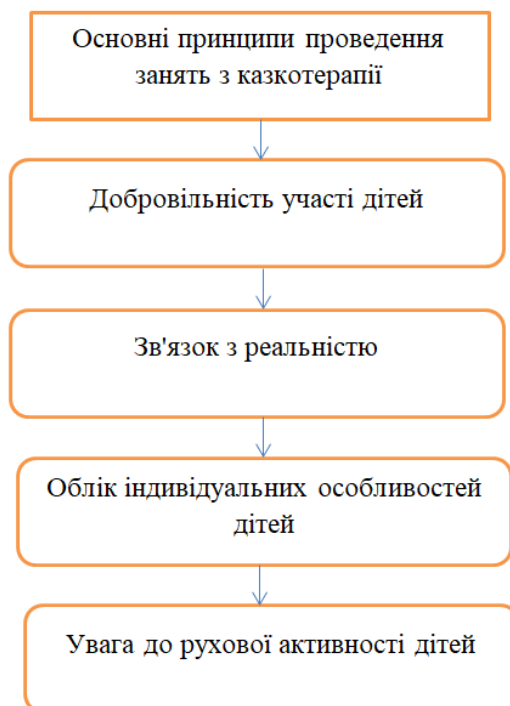 Основні принципи проведення
занять з казкотерапії
Добровільність участі дітей
Зв'язок з реальністю
Облік індивідуальних особливостей
дітей
Увага до рухової активності дітей